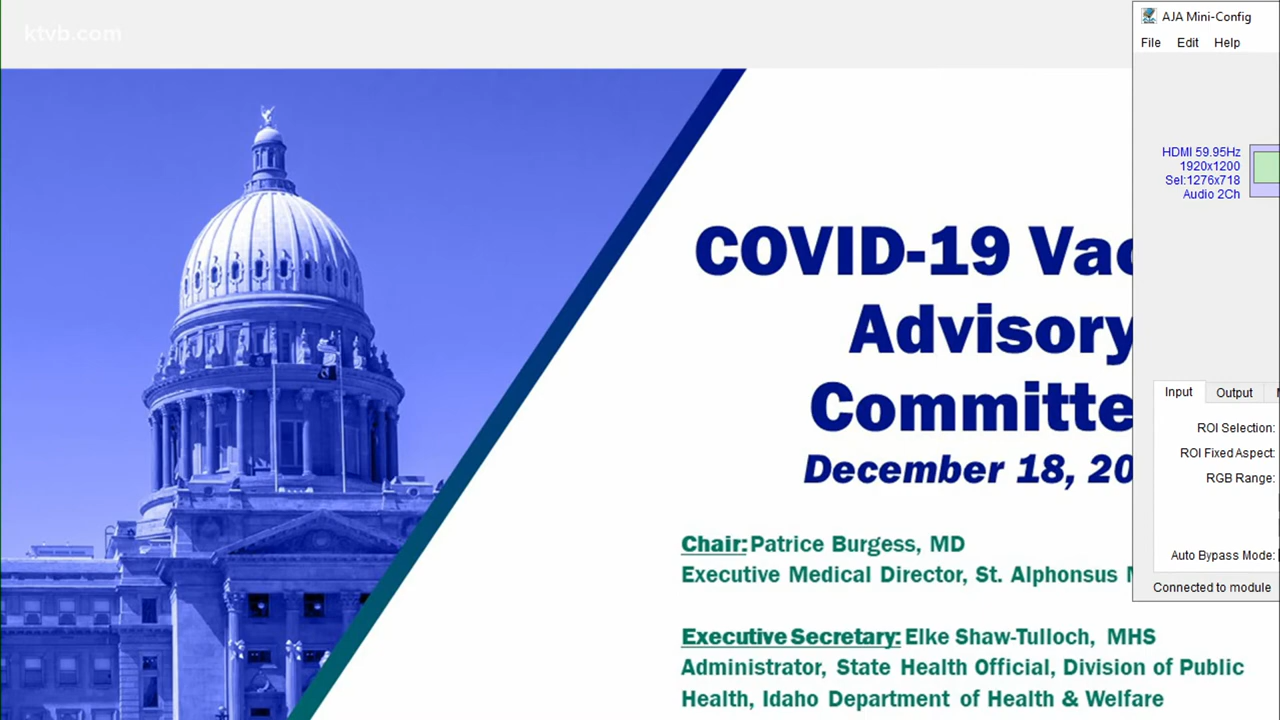 ktvb.com
AJA Mini-Config
File Edit Help
HDMI 59.95Hz
1920x1200
Sel:1276x718
Audio 2Ch
COVID-19 Vac
Advisory
Committe
December 18, 20
Input Output
ROI Selection:
ROI Fixed Aspect:
RGB Range:
Auto Bypass Mode:
Connected to module
Chair: Patrice Burgess, MD
Executive Medical Director, St. Alphonsus
Executive Secretary: Elke Shaw-Tulloch, MHS
Administrator, State Health Official, Division of Public
Health, Idaho Department of Health & Welfare